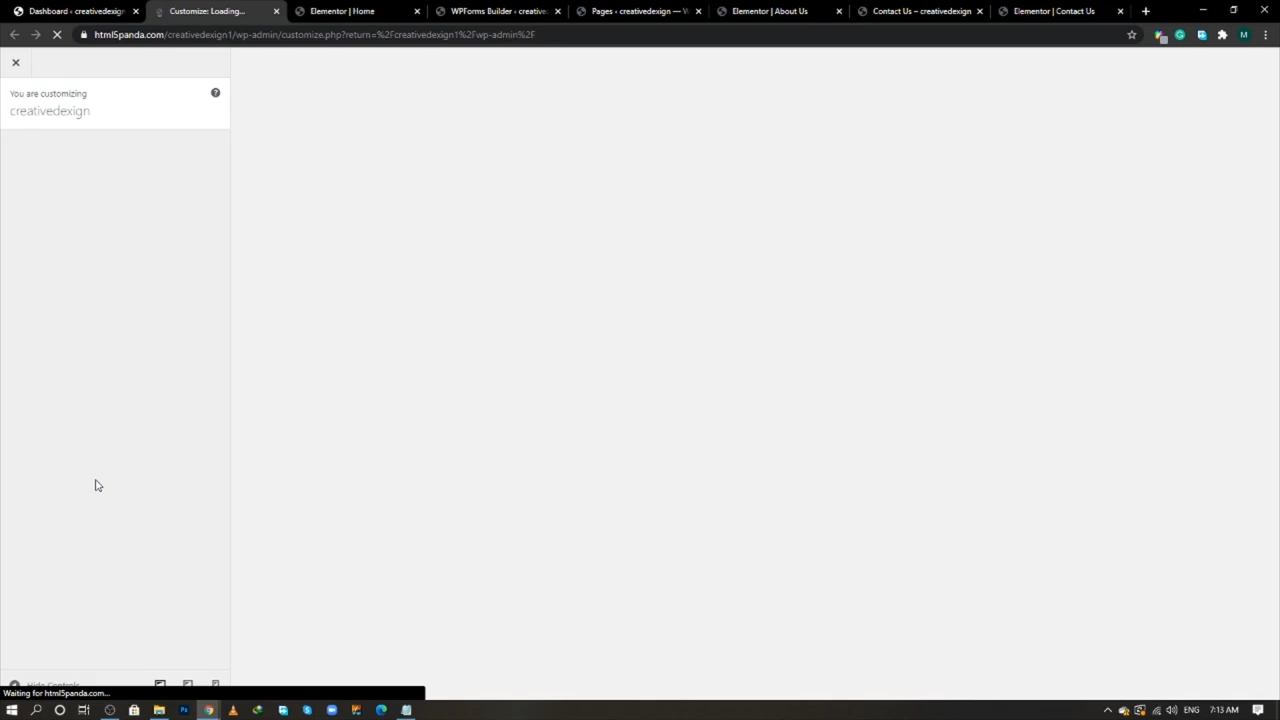 Dashboard ‹ creativedexign
Customize: Loading...
Elementor | Home
WPForms Builder ‹ creative
Pages ‹ creativedexign — W
Elementor | About Us
Contact Us – creativedexign
Elementor | Contact Us
html5panda.com/creativedexign1/wp-admin/customize.php?return=%2Fcreativedexign1%2Fwp-admin%2F
M
You are customizing
creativedexign
Hide Controls
Waiting for html5panda.com...
ENG
7:13 AM